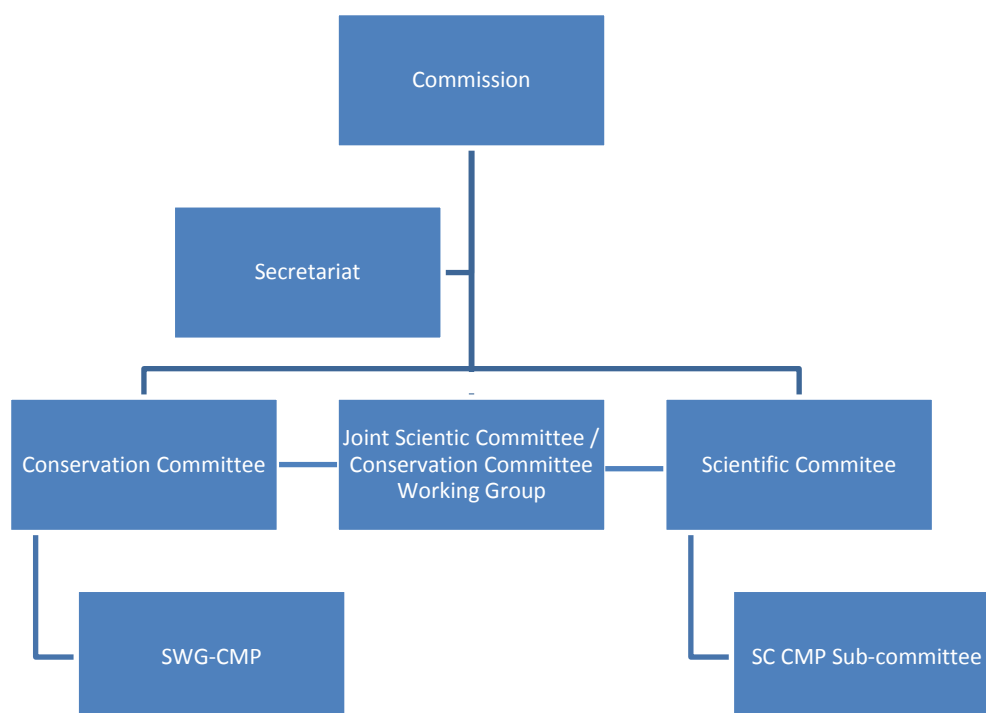 Commission
Secretariat
Conservation Committee
Joint Scientic Committee /
Conservation Committee
Working Group
Scientific Commitee
SWG-CMP
SC CMP Sub-committee